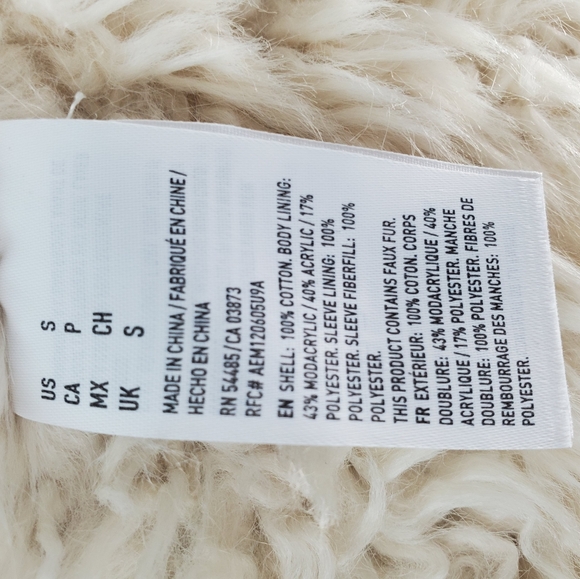 US S
CA P
MX CH
UK S
MADE IN CHINA / FABRIQUÉ EN CHINE /
HECHO EN CHINA
RN 54485/ CA 03873
RFC# AEM120605U9A
EN SHELL: 100% COTTON. BODY LINING:
43% MODACRYLIC / 40% ACRYLIC / 17%
POLYESTER. SLEEVE LINING: 100%
POLYESTER. SLEEVE FIBERFILL: 100%
POLYESTER.
THIS PRODUCT CONTAINS FAUX FUR.
FR EXTÉRIEUR: 100% COTON. CORPS
DOUBLURE: 43% MODACRYLIQUE / 40%
ACRYLIQUE / 17% POLYESTER. MANCHE
DOUBLURE: 100% POLYESTER. FIBRES DE
REMBOURRAGE DES MANCHES: 100%
POLYESTER.